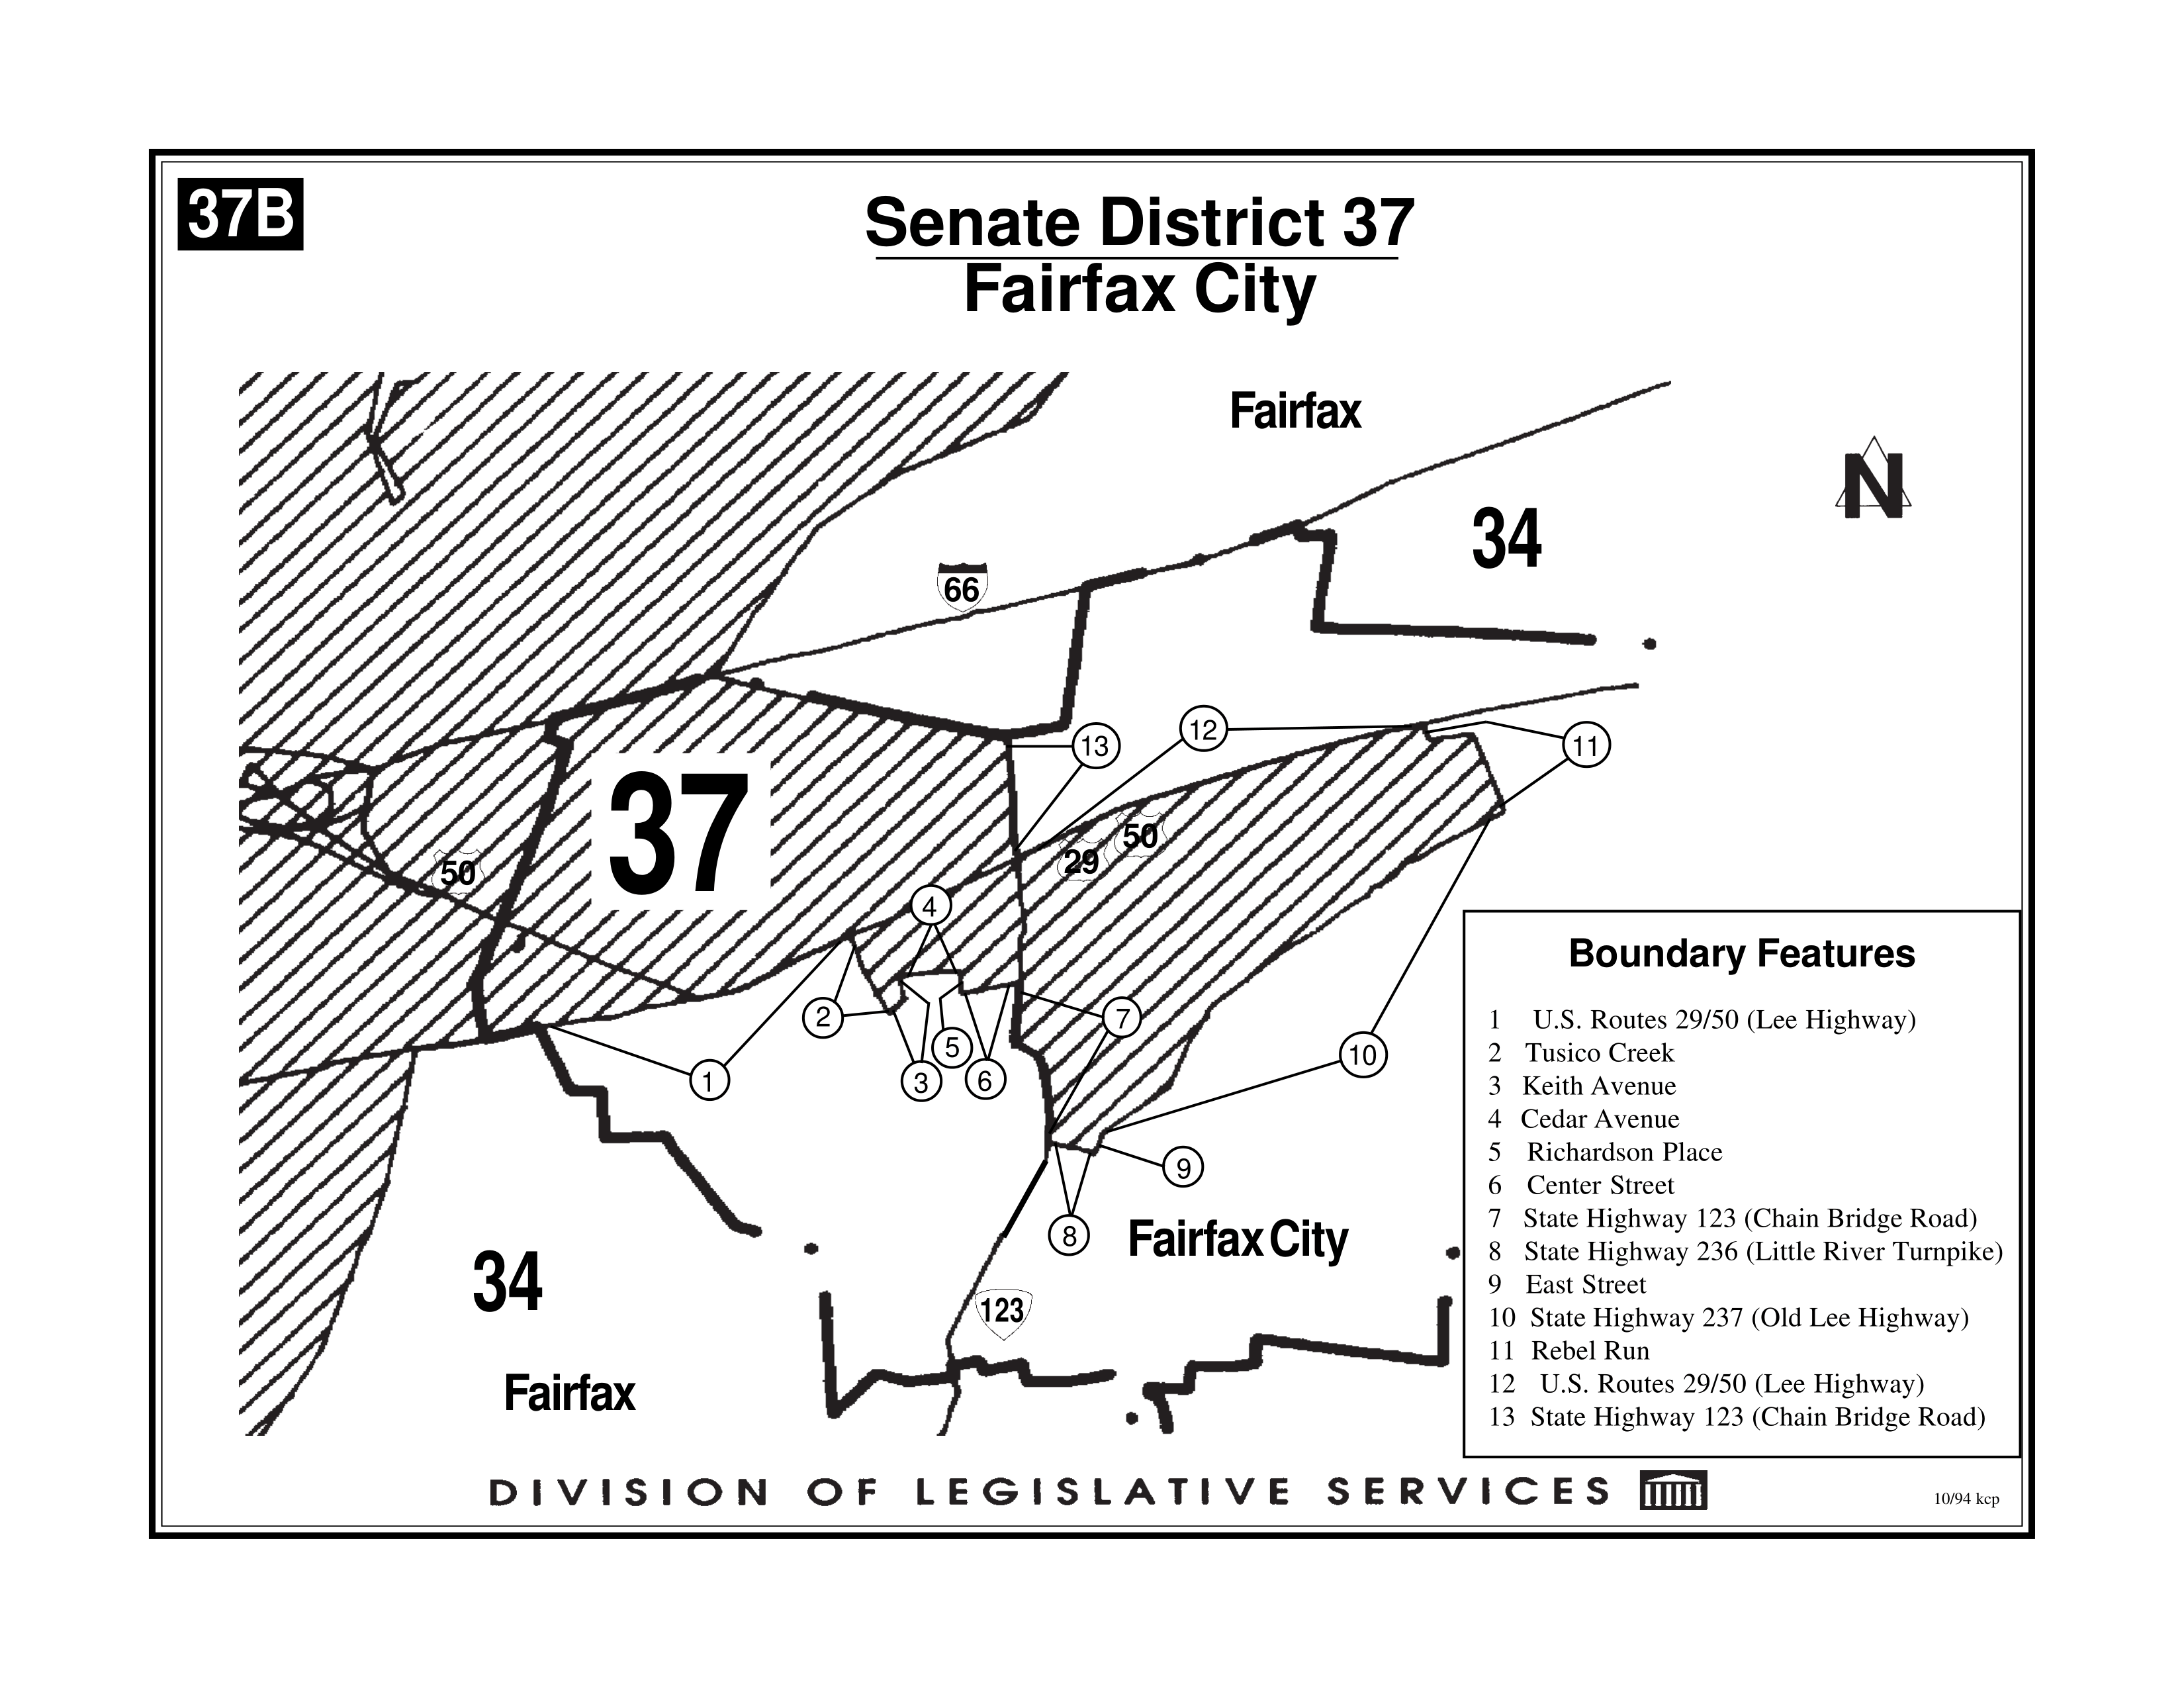 37B
Senate District 37
Fairfax City
Fairfax
34
N
66
13
12
11
37
50
50
29
4
2
7
5
10
1
3
6
9
8
Fairfax City
34
123
Fairfax
Boundary Features
1 U.S. Routes 29/50 (Lee Highway)
2 Tusico Creek
3 Keith Avenue
4 Cedar Avenue
5 Richardson Place
6 Center Street
7 State Highway 123 (Chain Bridge Road)
8 State Highway 236 (Little River Turnpike)
9 East Street
10 State Highway 237 (Old Lee Highway)
11 Rebel Run
12 U.S. Routes 29/50 (Lee Highway)
13 State Highway 123 (Chain Bridge Road)
DIVISION OF LEGISLATIVE SERVICES
10/94 kcp